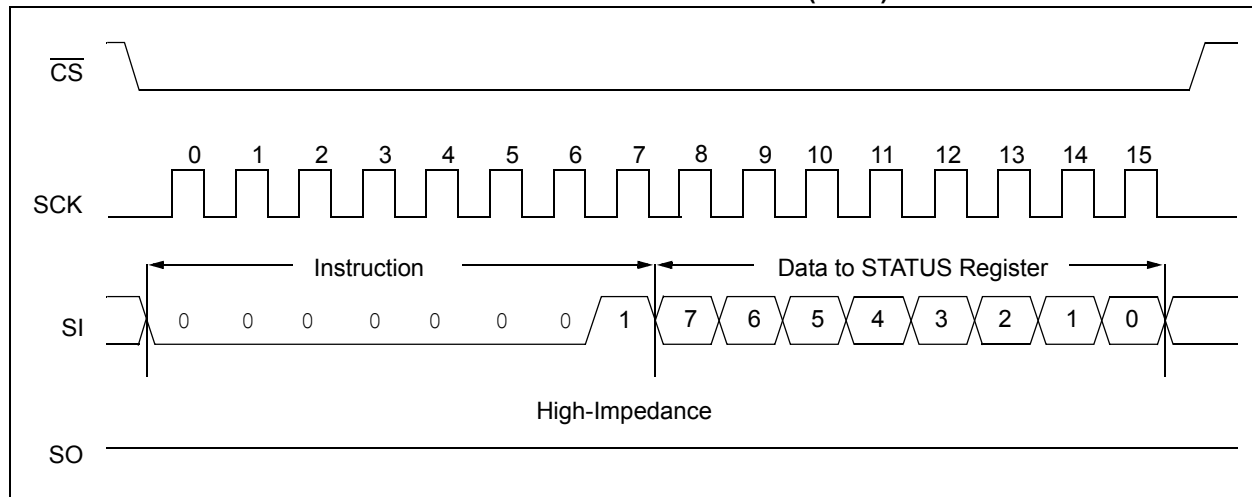 CS
0 1 2 3 4 5 6 7 8 9 10 11 12 13 14 15
SCK
Instruction Data to STATUS Register
SI 0 0 0 0 0 0 0 1 7 6 5 4 3 2 1 0
High-Impedance
SO